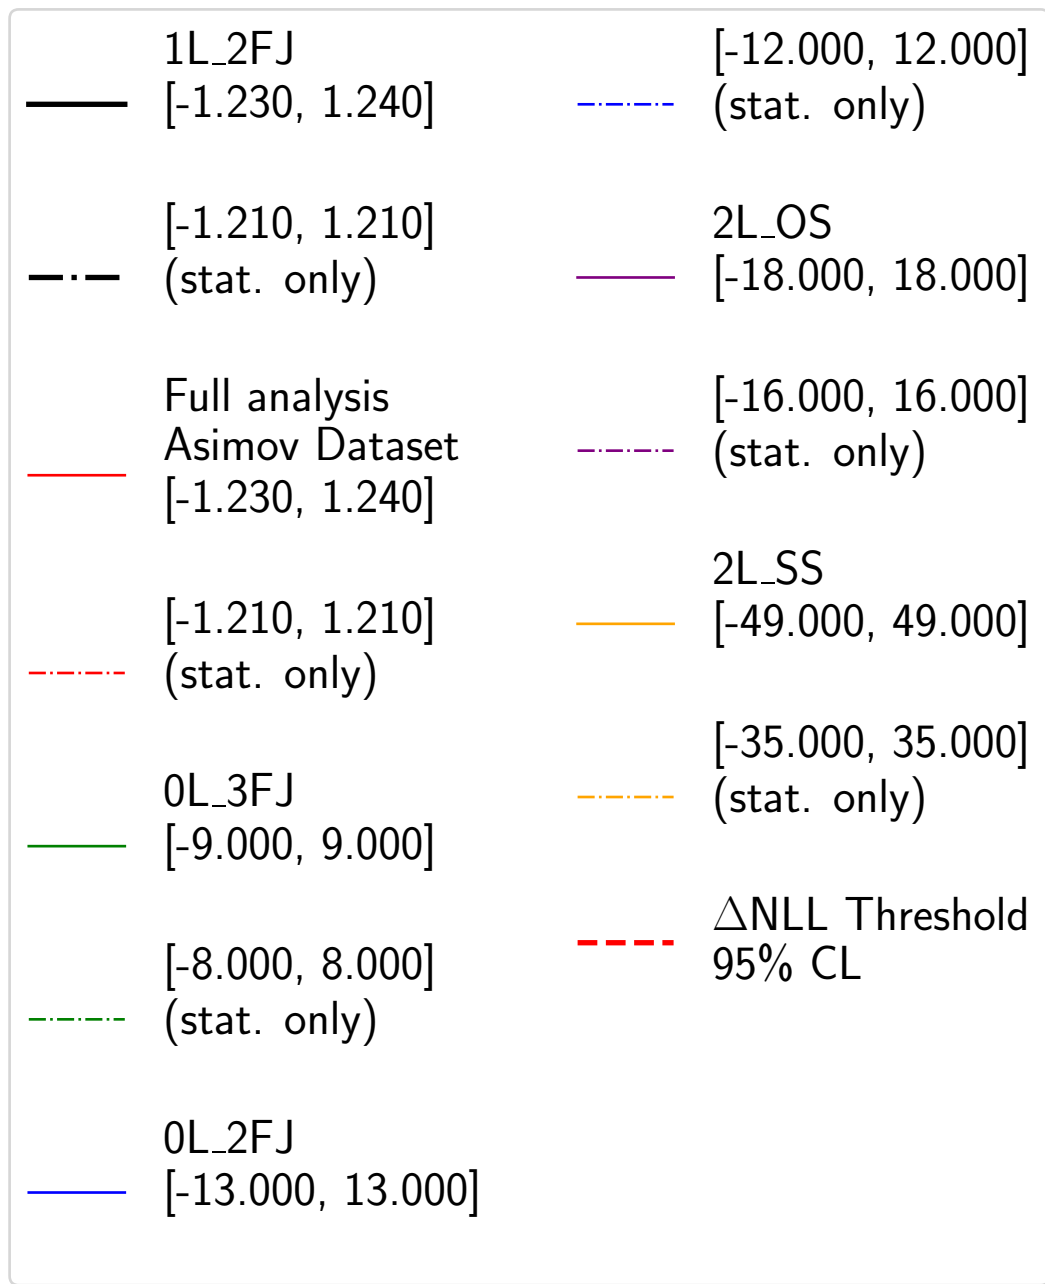 1L_2FJ
[-1.230, 1.240]
[-1.210, 1.210]
(stat. only)
Full analysis
Asimov Dataset
[-1.230, 1.240]
[-1.210, 1.210]
(stat. only)
0L_3FJ
[-9.000, 9.000]
[-8.000, 8.000]
(stat. only)
0L_2FJ
[-13.000, 13.000]
[-12.000, 12.000]
(stat. only)
2L_OS
[-18.000, 18.000]
[-16.000, 16.000]
(stat. only)
2L_SS
[-49.000, 49.000]
[-35.000, 35.000]
(stat. only)
ΔNLL Threshold
95% CL